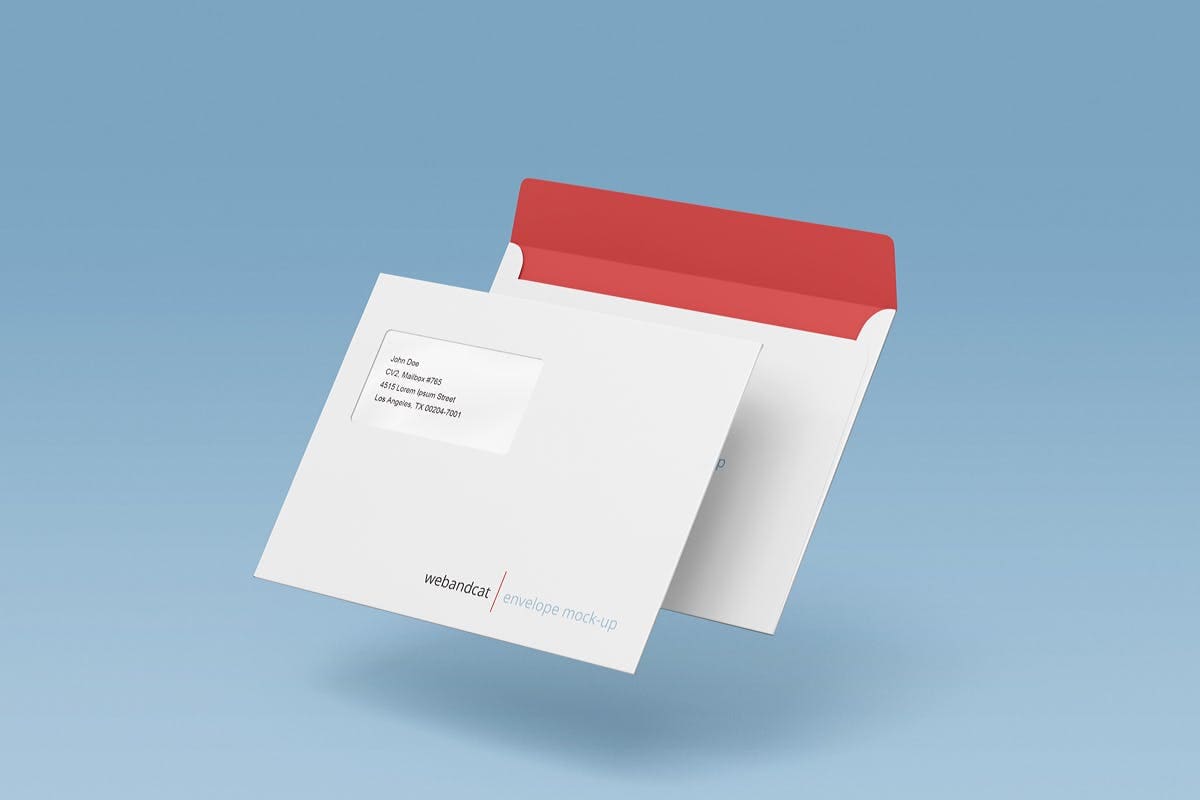 John Doe
CV2, Mailbox #765
4515 Lorem Ipsum Street
Los Angeles, TX 00204-7001
webandcat | envelope mock-up
p